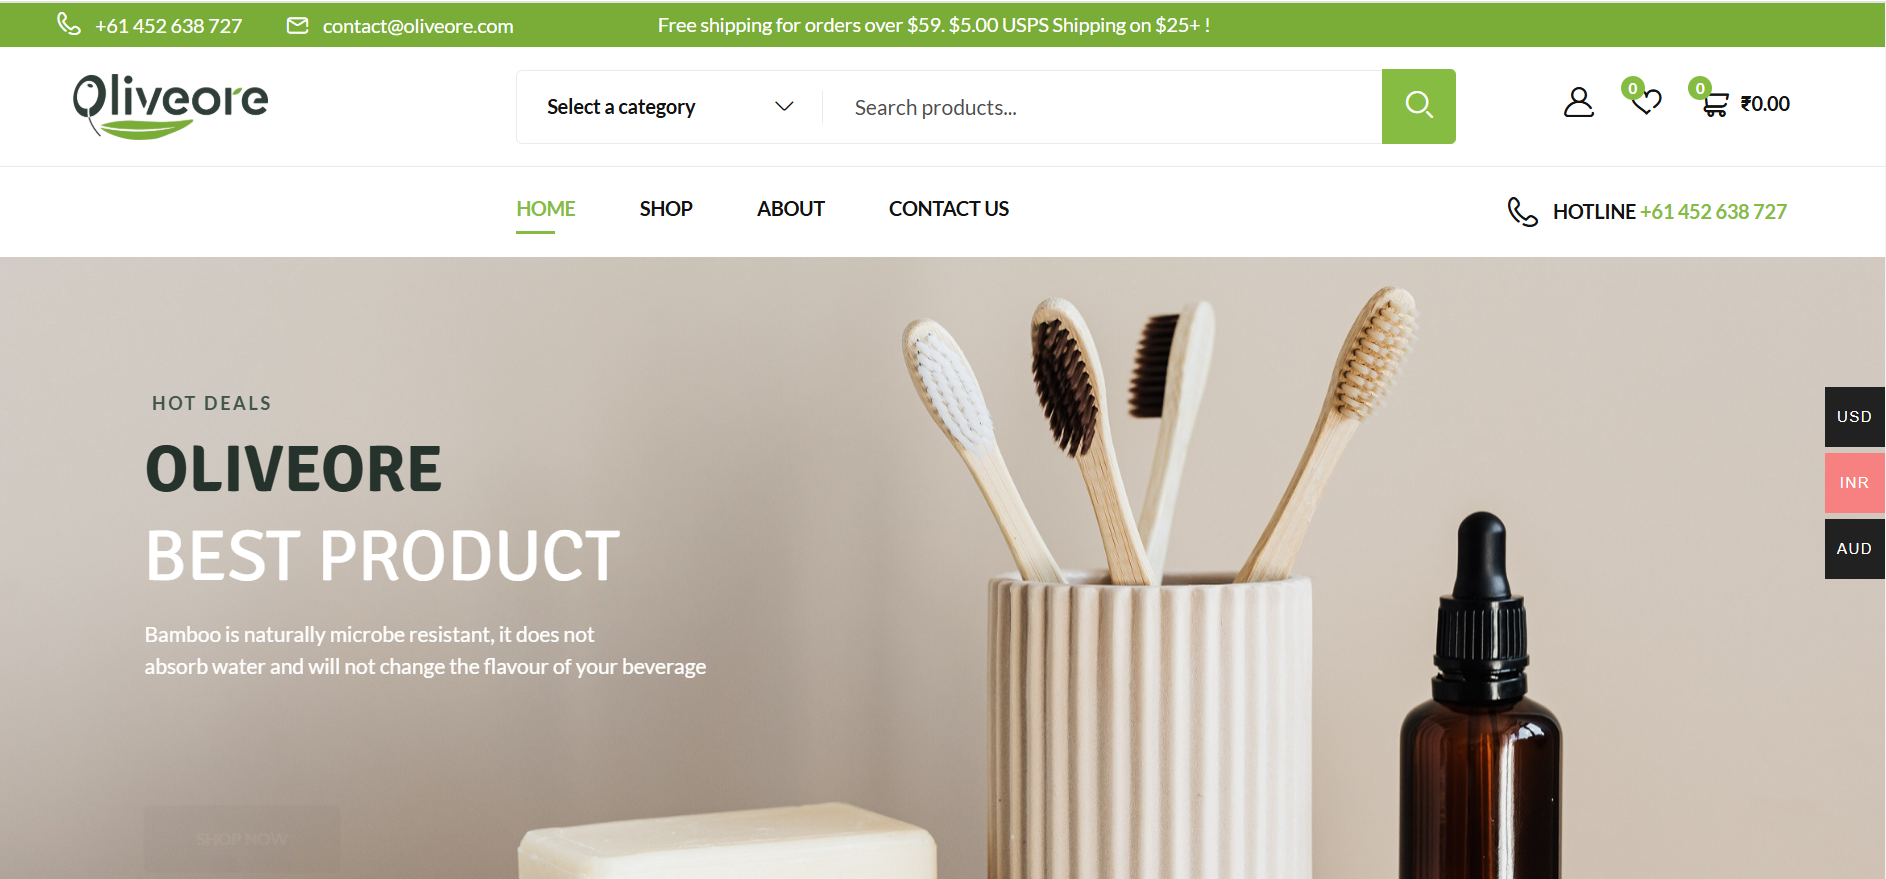 +61 452 638 727
contact@oliveore.com
Free shipping for orders over $59. $5.00 USPS Shipping on $25+ !
Oliveore
Select a category
Search products...
0
0
₹0.00
HOME
SHOP
ABOUT
CONTACT US
HOTLINE +61 452 638 727
HOT DEALS
OLIVEORE
BEST PRODUCT
Bamboo is naturally microbe resistant, it does not
absorb water and will not change the flavour of your beverage
SHOP NOW
USD
INR
AUD